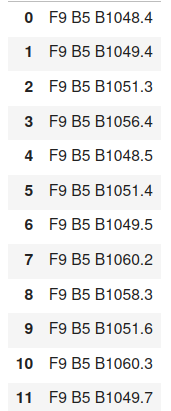 0 F9 B5 B1048.4
1 F9 B5 B1049.4
2 F9 B5 B1051.3
3 F9 B5 B1056.4
4 F9 B5 B1048.5
5 F9 B5 B1051.4
6 F9 B5 B1049.5
7 F9 B5 B1060.2
8 F9 B5 B1058.3
9 F9 B5 B1051.6
10 F9 B5 B1060.3
11 F9 B5 B1049.7